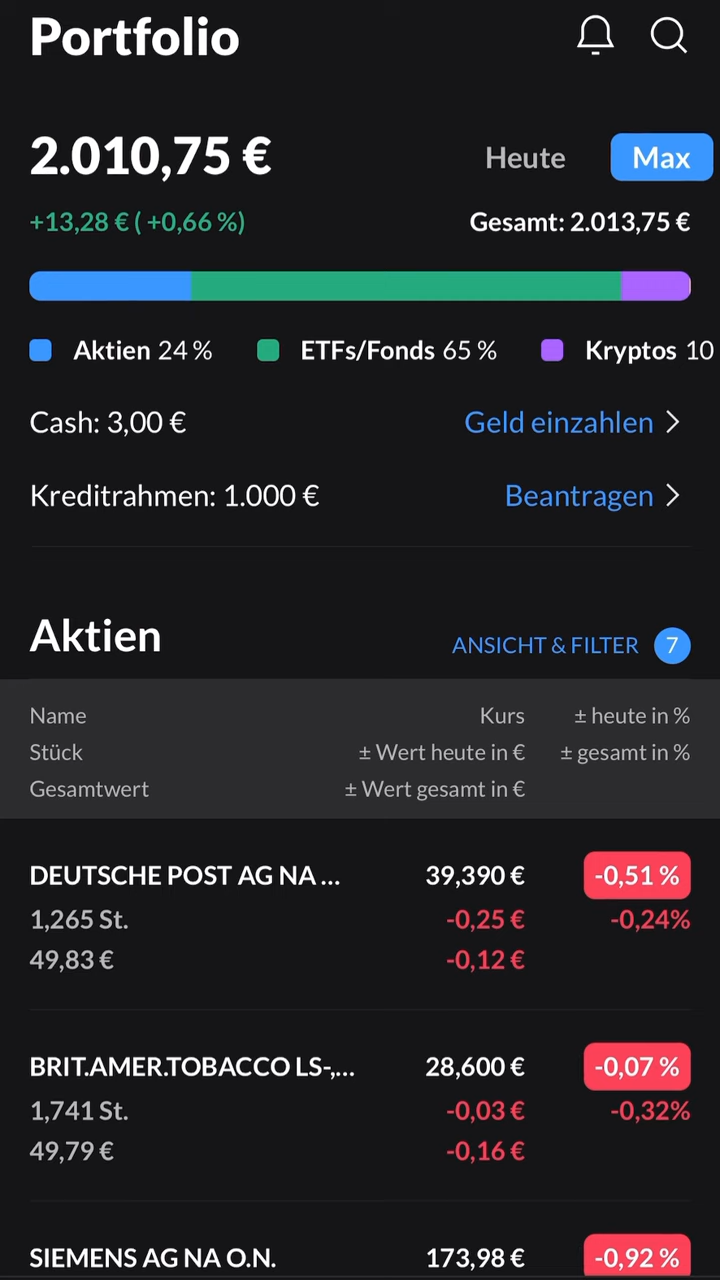 Portfolio
2.010,75 € Heute Max
+13,28 € ( +0,66 %) Gesamt: 2.013,75 €
Aktien 24 % ETFs/Fonds 65 % Kryptos 10
Cash: 3,00 € Geld einzahlen
Kreditrahmen: 1.000 € Beantragen
Aktien ANSICHT & FILTER 7
Name Kurs ± heute in %
Stück ± Wert heute in € ± gesamt in %
Gesamtwert ± Wert gesamt in €
DEUTSCHE POST AG NA ... 39,390 € -0,51 %
1,265 St. -0,25 € -0,24%
49,83 € -0,12 €
BRIT.AMER.TOBACCO LS-,... 28,600 € -0,07 %
1,741 St. -0,03 € -0,32%
49,79 € -0,16 €
SIEMENS AG NA O.N. 173,98 € -0,92 %